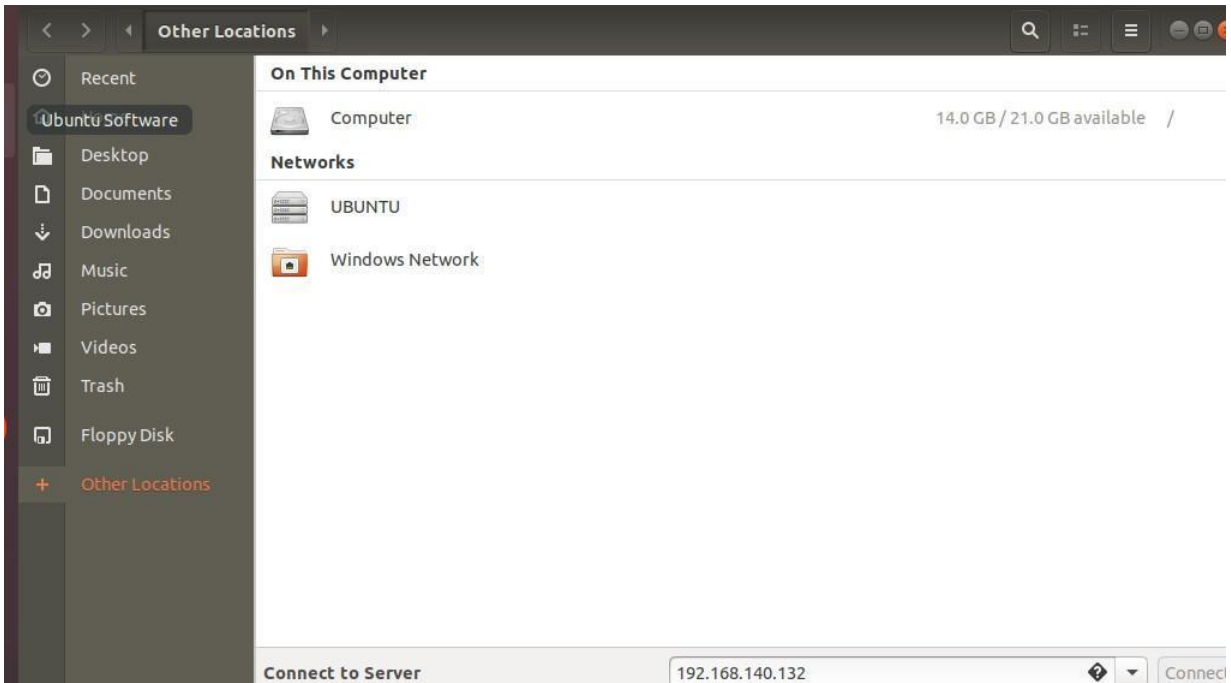 Other Locations
Recent
On This Computer
Ubuntu Software
Computer
14.0 GB / 21.0 GB available /
Desktop
Networks
Documents
UBUNTU
Downloads
Music
Windows Network
Pictures
Videos
Trash
Floppy Disk
Other Locations
Connect to Server
192.168.140.132
Connect